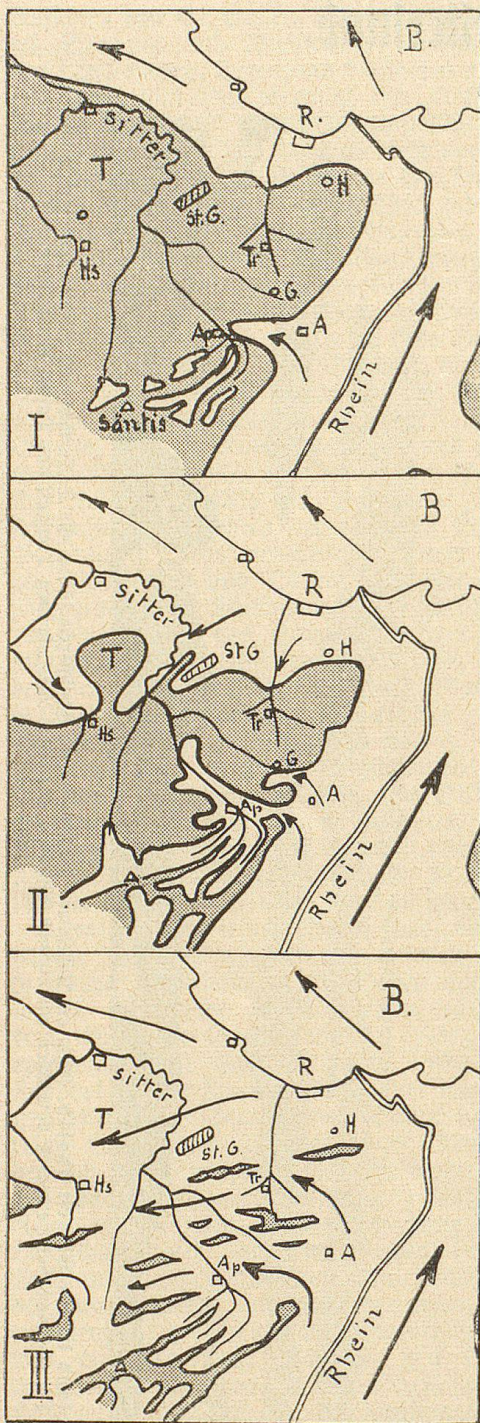 B.
R.
Sitter
T
H
St.G.
Tr
Hs
G.
Ap
A
Rhein
Säntis
I
B
R
Sitter
T
St G
H
Tr
Hs
G
A
Ap
Rhein
II
B.
R
Sitter
T
H
St. G.
Tr
Hs
A
Ap
Rhein
III